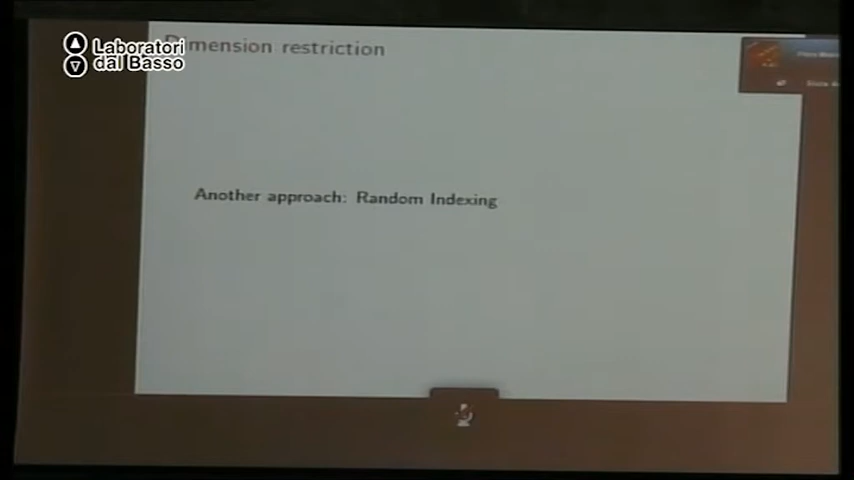 Laboratori
dal Basso
Dimension restriction
Another approach: Random Indexing